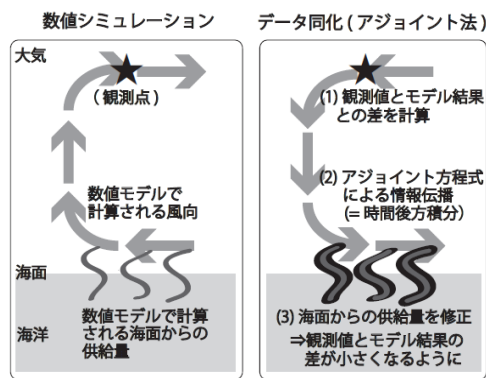 数値シミュレーション
大気
(観測点)
数値モデルで
計算される風向
海面
海洋
数値モデルで計算
される海面からの
供給量
データ同化(アジョイント法)
(1) 観測値とモデル結果
との差を計算
(2) アジョイント方程式
による情報伝播
(= 時間後方積分)
(3) 海面からの供給量を修正
⇒観測値とモデル結果の
差が小さくなるように